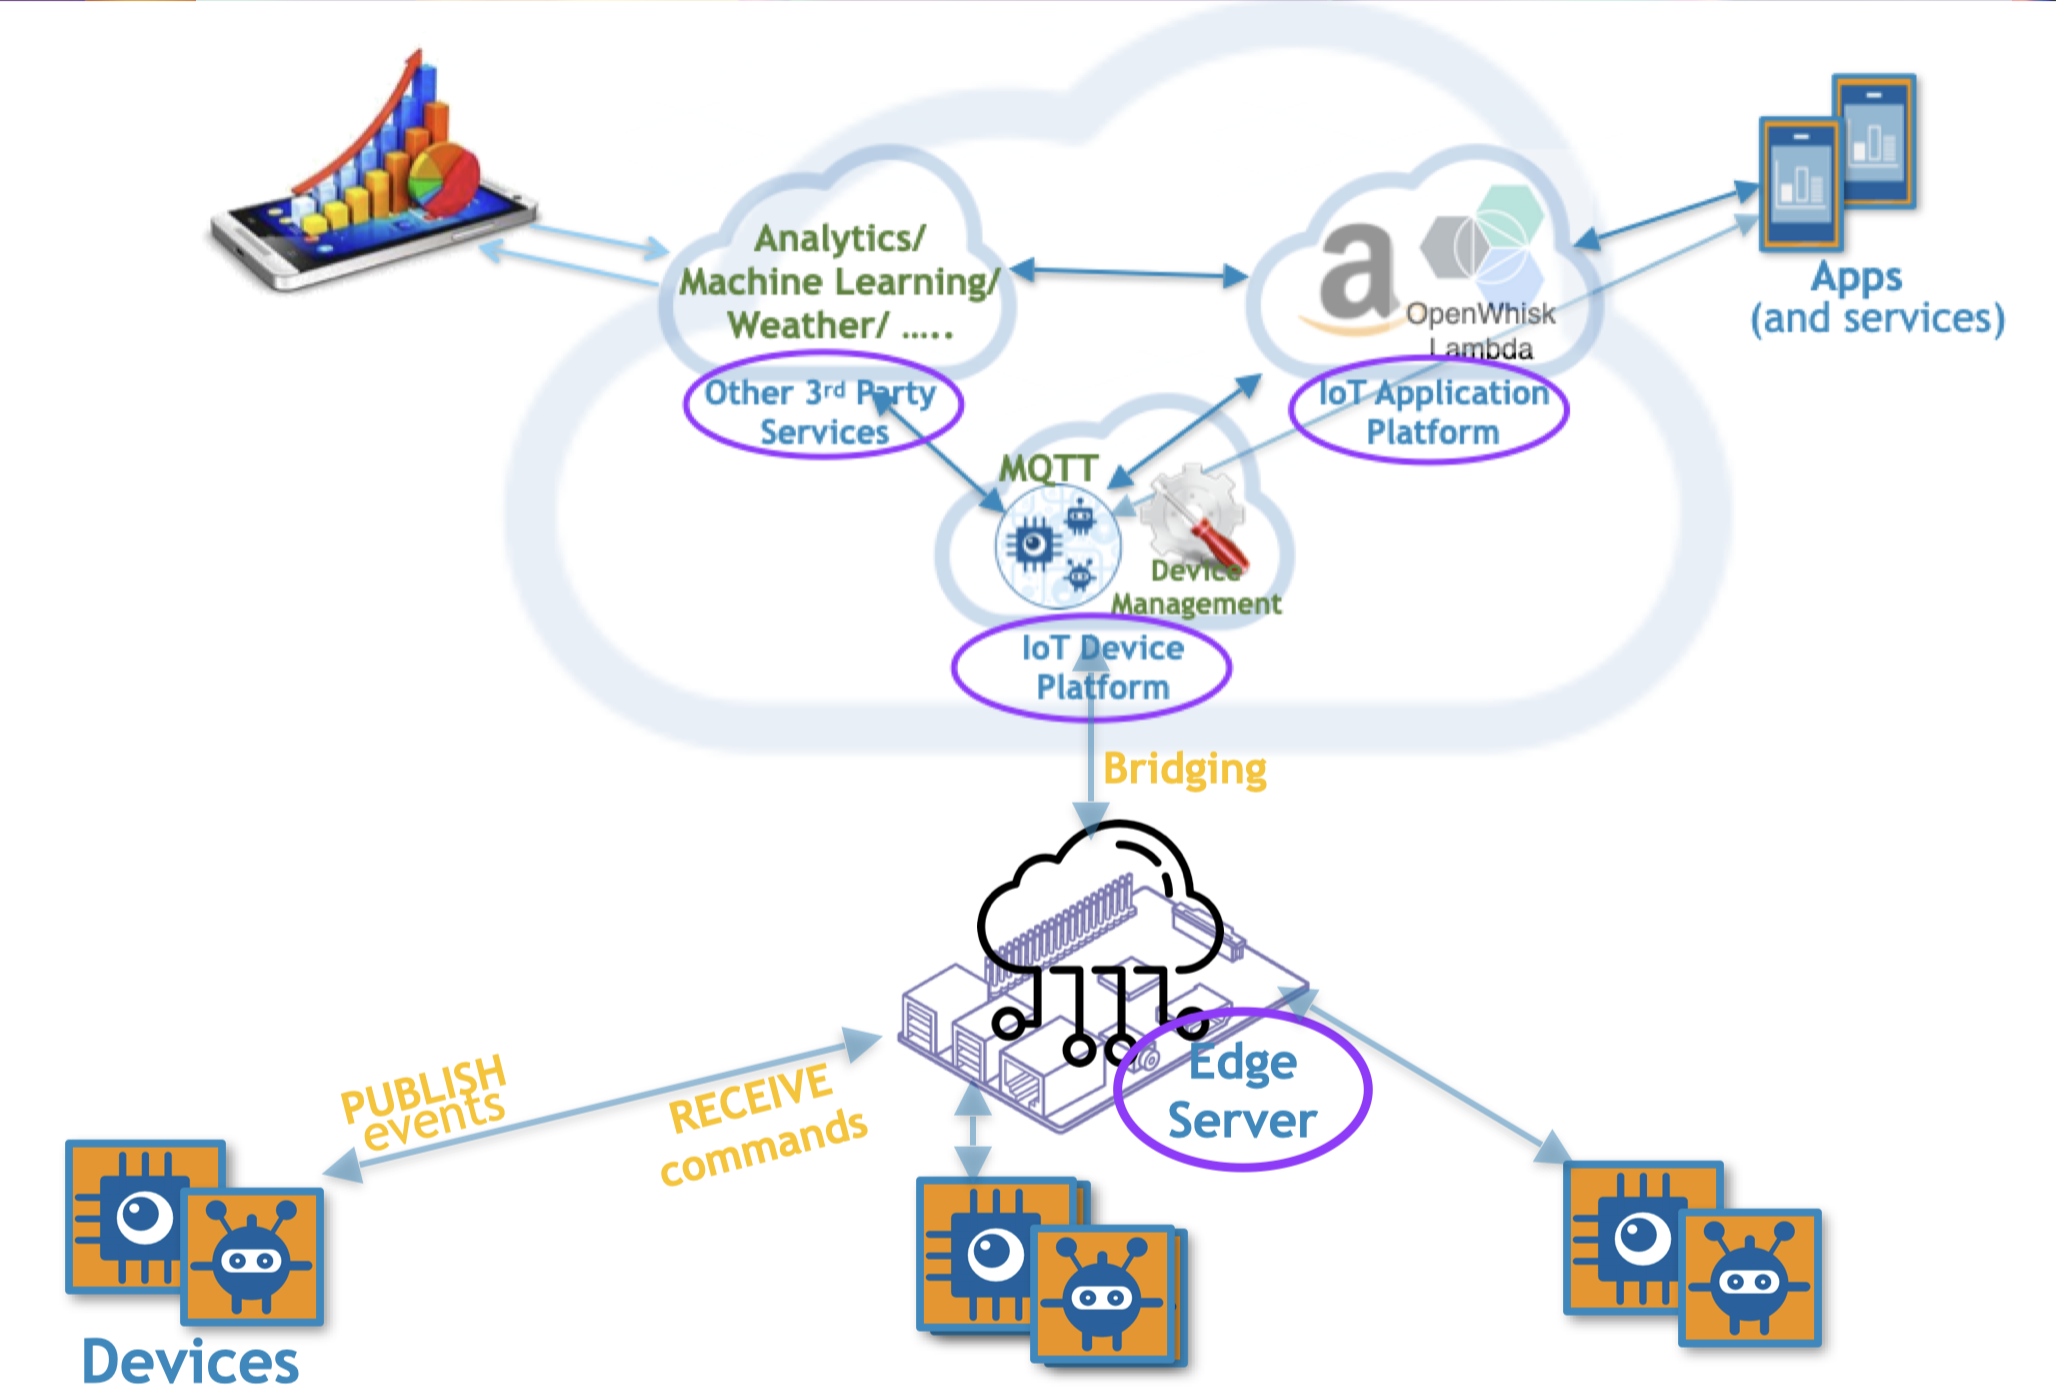 Analytics/
Machine Learning/
Weather/ .....
Other 3rd Party
Services
a
OpenWhisk
Lambda
IoT Application
Platform
Apps
(and services)
MQTT
Device
Management
IoT Device
Platform
Bridging
Edge
Server
PUBLISH
events
RECEIVE
commands
Devices